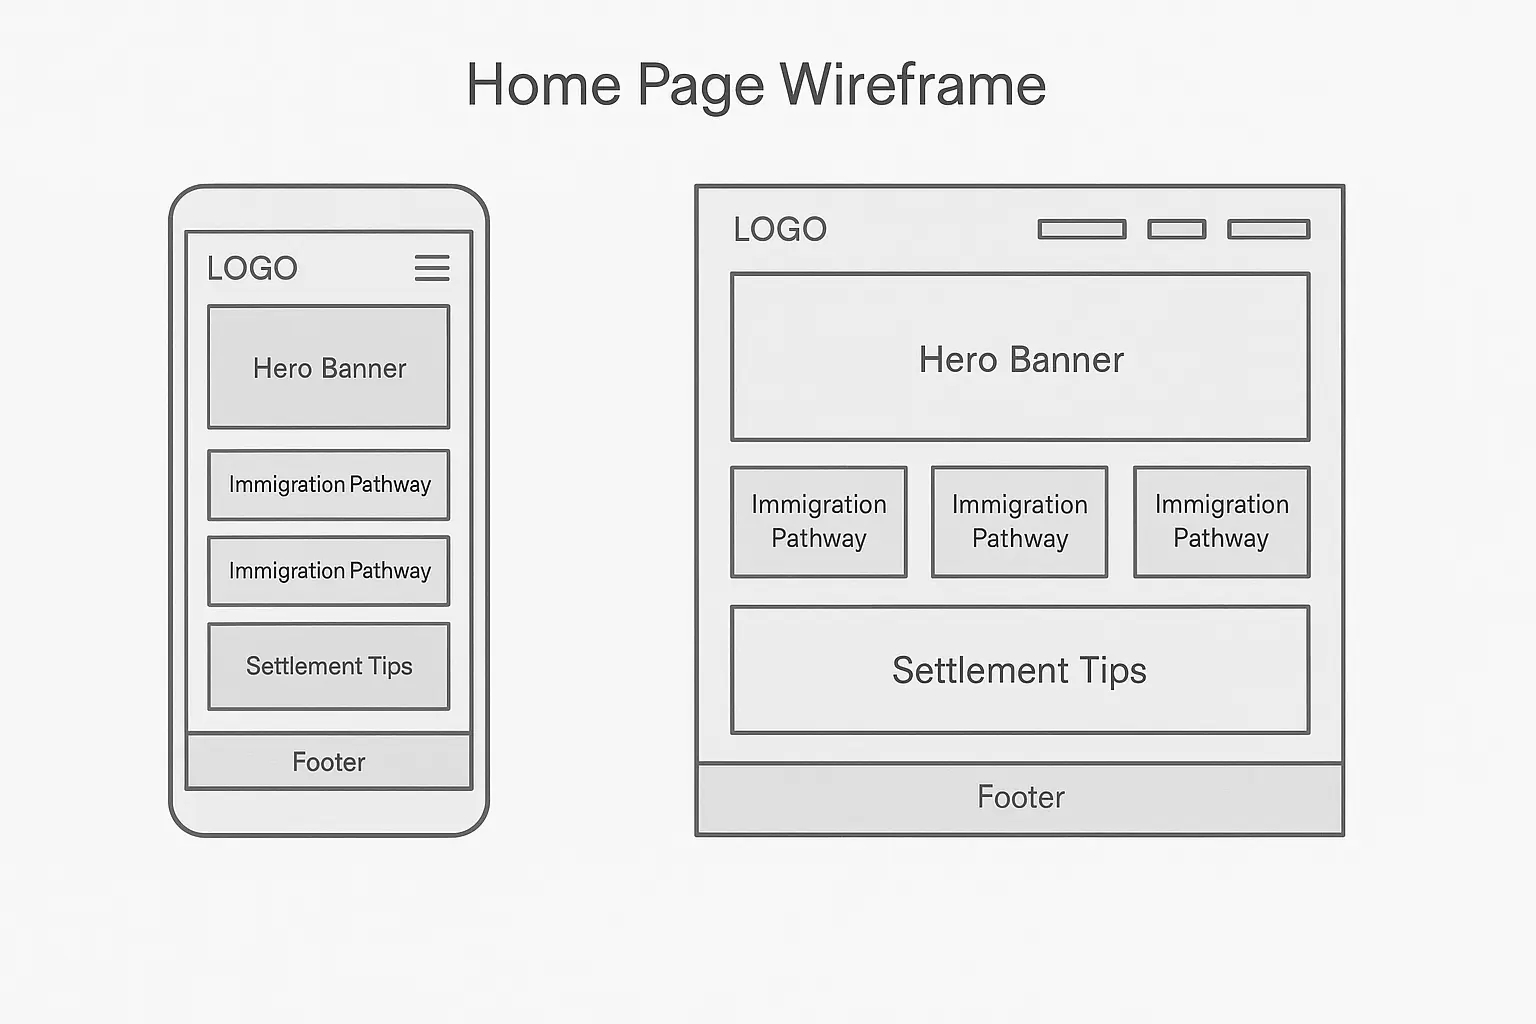 Home Page Wireframe
LOGO
Hero Banner
Immigration Pathway
Immigration Pathway
Settlement Tips
Footer
LOGO
Hero Banner
Immigration
Pathway
Immigration
Pathway
Immigration
Pathway
Settlement Tips
Footer